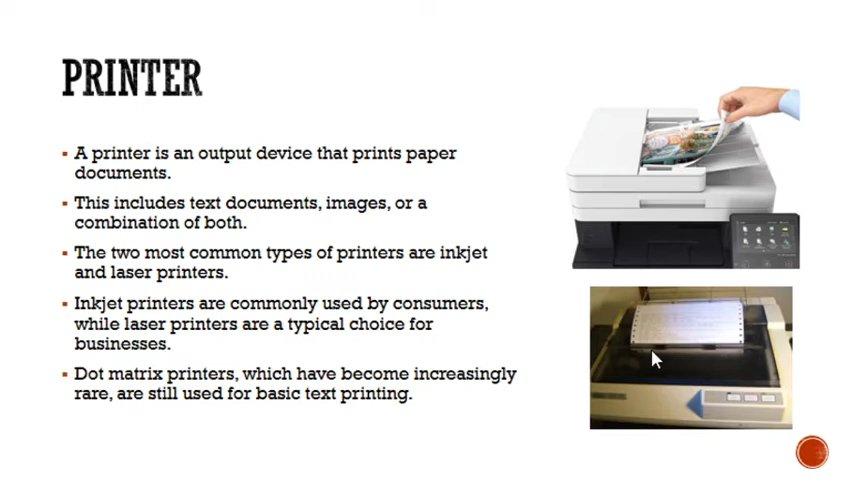 PRINTER
▪ A printer is an output device that prints paper
documents.
▪ This includes text documents, images, or a
combination of both.
▪ The two most common types of printers are inkjet
and laser printers.
▪ Inkjet printers are commonly used by consumers,
while laser printers are a typical choice for
businesses.
▪ Dot matrix printers, which have become increasingly
rare, are still used for basic text printing.